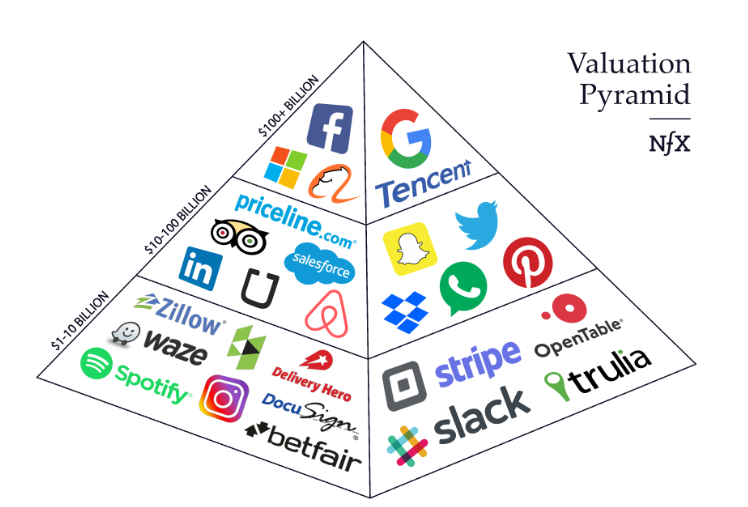 Valuation
Pyramid
NfX
$100+ BILLION
f
G
Tencent
$10-100 BILLION
priceline.com®
in
salesforce
$1-10 BILLION
Zillow®
waze
Spotify®
Delivery Hero
DocuSign®
betfair
stripe
OpenTable®
slack
trulia